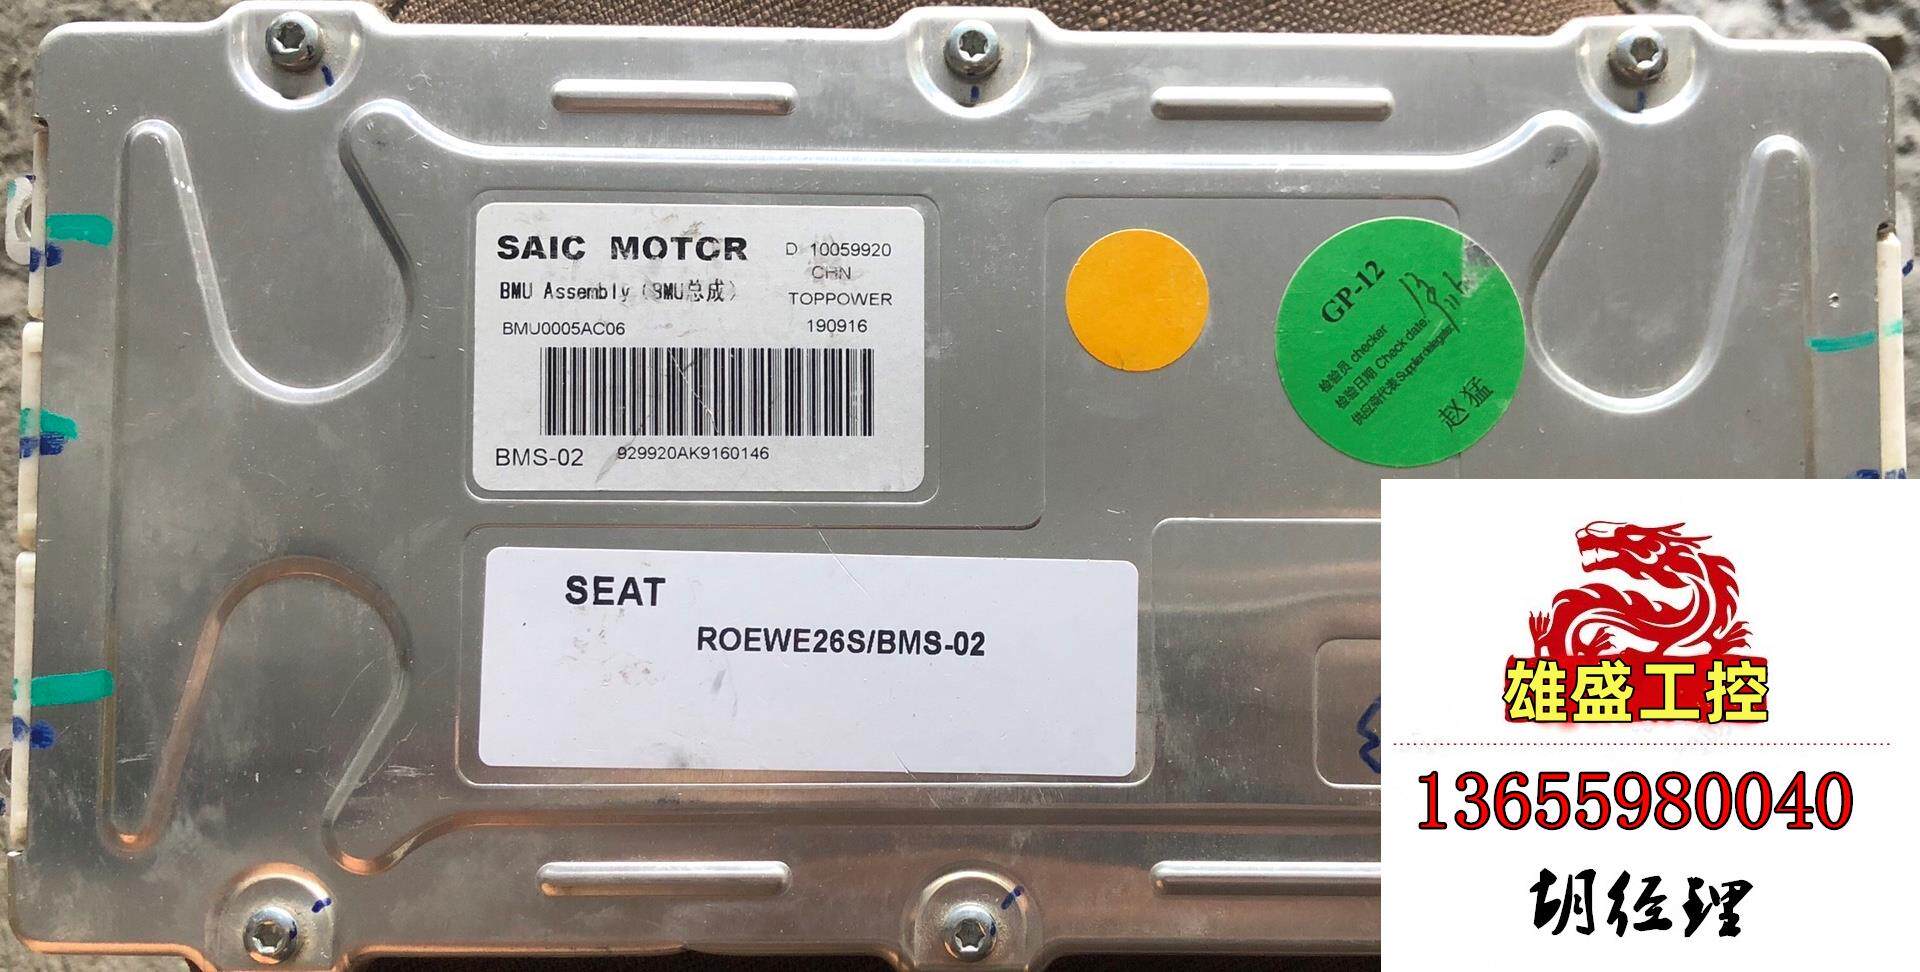 SAIC MOTOR
D 10059920
CHN
BMU Assembly (BMU总成)
TOPPOWER
BMU0005AC06
190916
BMS-02
929920AK9160146
GP-12
检验员 checker
检验日期 Check date:
供应商代表 Supplier delegate:
赵猛
SEAT
ROEWE26S/BMS-02
雄盛工控
13655980040
胡经理